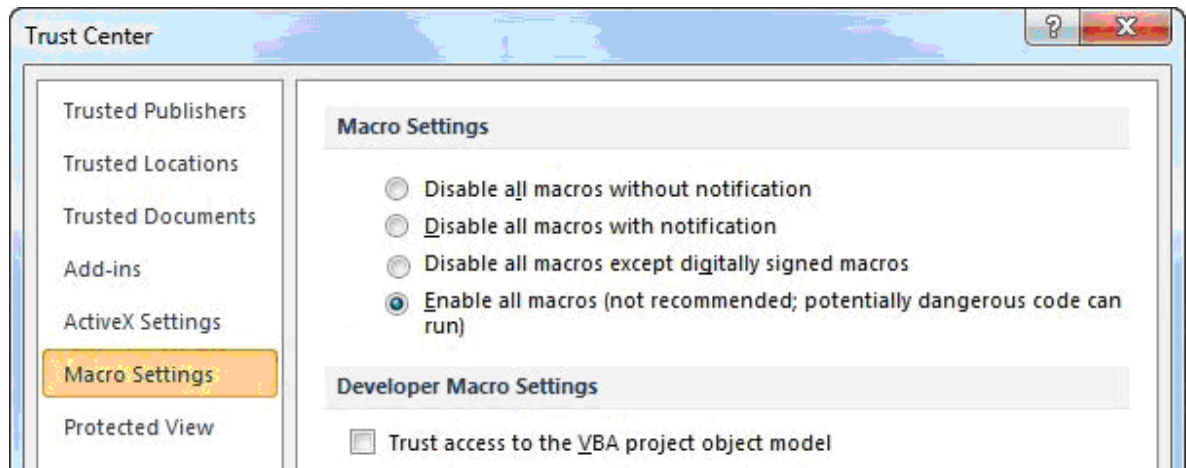 Trust Center
Trusted Publishers
Trusted Locations
Trusted Documents
Add-ins
ActiveX Settings
Macro Settings
Protected View
Macro Settings
Disable all macros without notification
Disable all macros with notification
Disable all macros except digitally signed macros
Enable all macros (not recommended; potentially dangerous code can
run)
Developer Macro Settings
Trust access to the VBA project object model